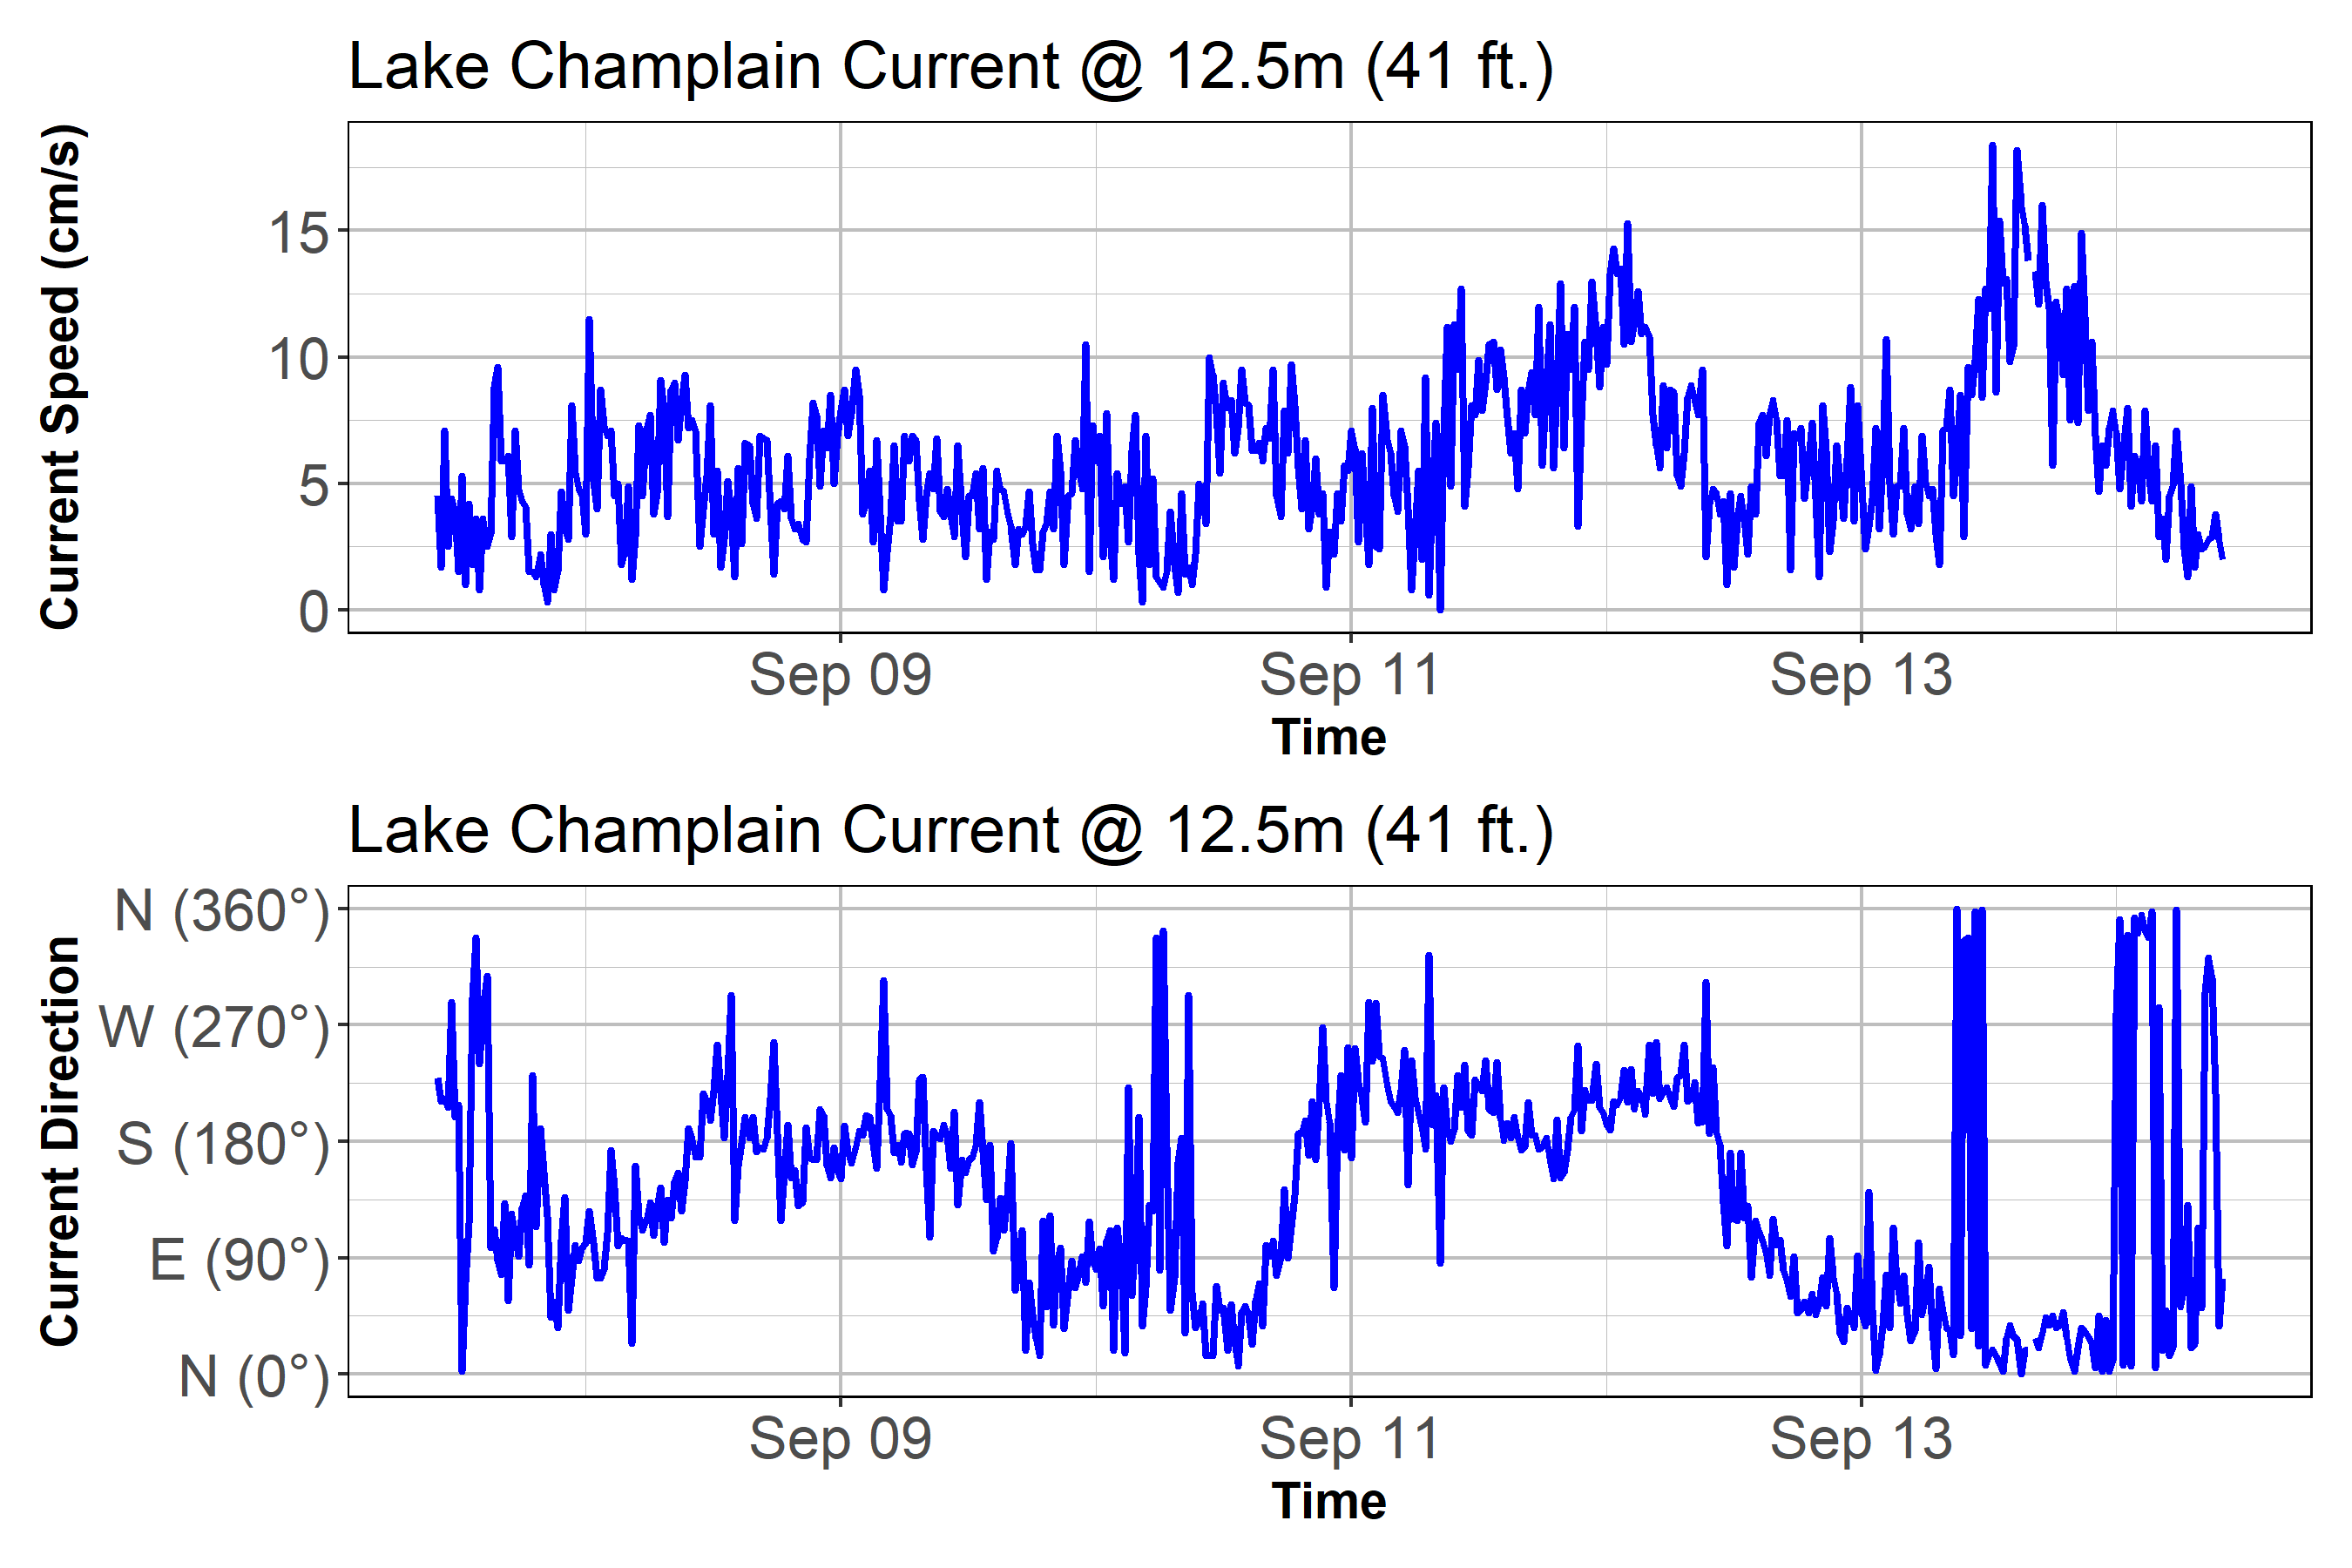 Lake Champlain Current @ 12.5m (41 ft.)
Current Speed (cm/s)
15
10
5
0
Sep 09 Sep 11 Sep 13
Time
Lake Champlain Current @ 12.5m (41 ft.)
Current Direction
N (360°)
W (270°)
S (180°)
E (90°)
N (0°)
Sep 09 Sep 11 Sep 13
Time